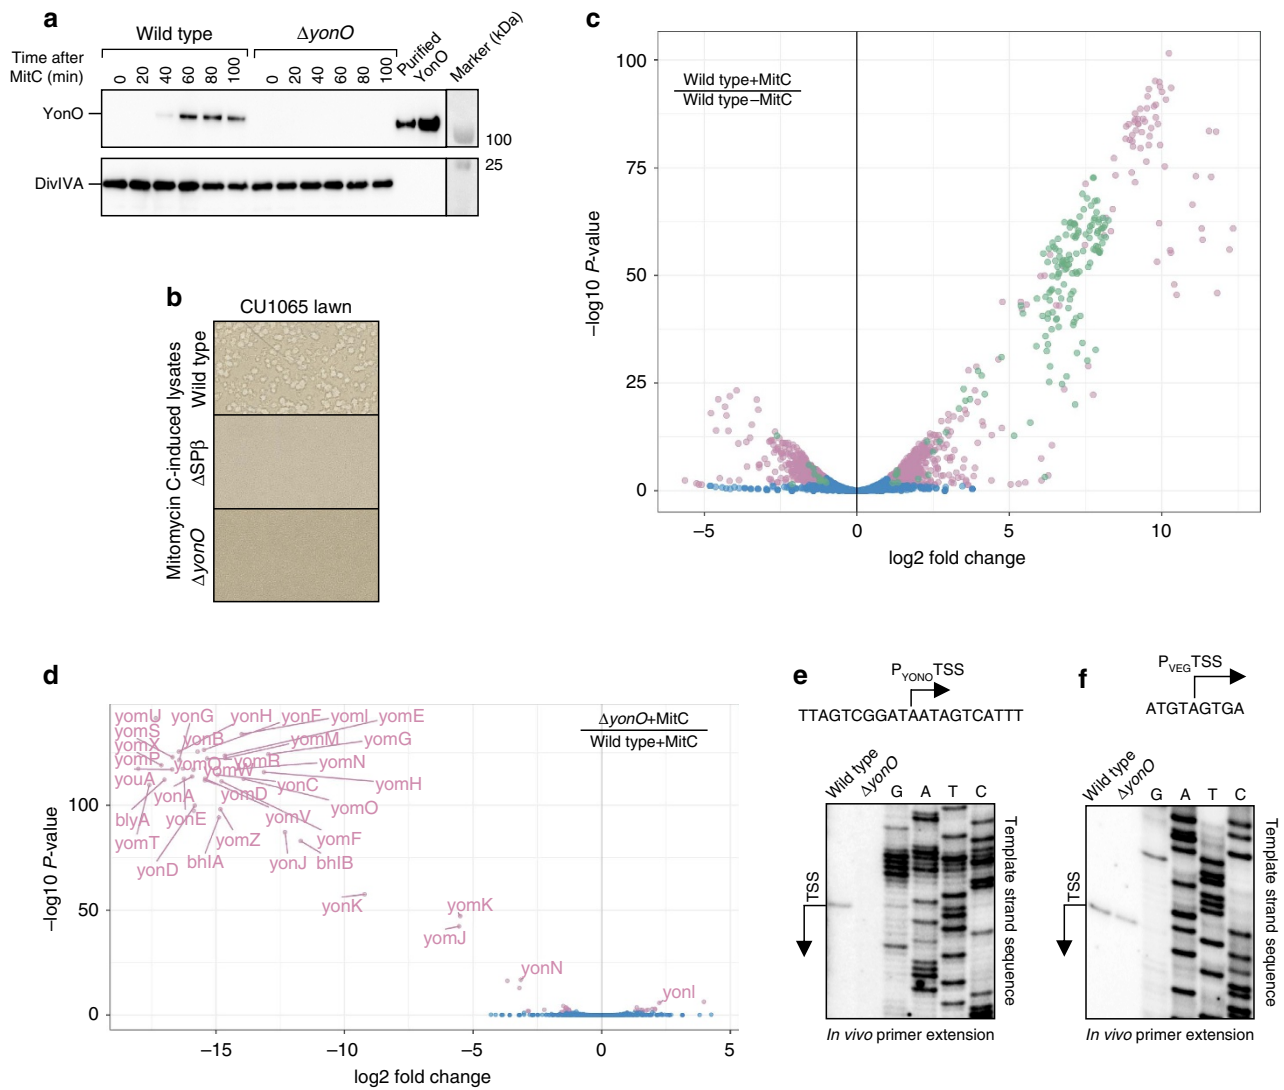 a
Wild type
ΔyonO
Time after
MitC (min)
0
20
40
60
80
100
0
20
40
60
80
100
Purified
YonO
Marker (kDa)
YonO
100
25
DivIVA
b
CU1065 lawn
Mitomycin C-induced lysates
Wild type
ΔSPβ
ΔyonO
c
Wild type+MitC
Wild type−MitC
100
75
50
25
0
−log10 P-value
−5
0
5
10
log2 fold change
d
ΔyonO+MitC
Wild type+MitC
yomU
yonG
yonH
yonF
yomI
yomE
yomS
yomX
yonB
yomM
yomG
yomP
yomQ
yomR
yomN
youA
yomW
yonC
yomH
yonA
yomD
yomO
blyA
yonE
yomV
yomT
yomZ
yomF
yonD
bhlA
yonJ
bhlB
yonK
yomK
yomJ
yonN
yonI
100
50
0
−log10 P-value
−15
−10
−5
0
5
log2 fold change
e
PYONOTSS
TTAGTCGGATAATAGTCATTT
Wild type
ΔyonO
G
A
T
C
TSS
Template strand sequence
In vivo primer extension
f
PVEGTSS
ATGTAGTGA
Wild type
ΔyonO
G
A
T
C
TSS
Template strand sequence
In vivo primer extension